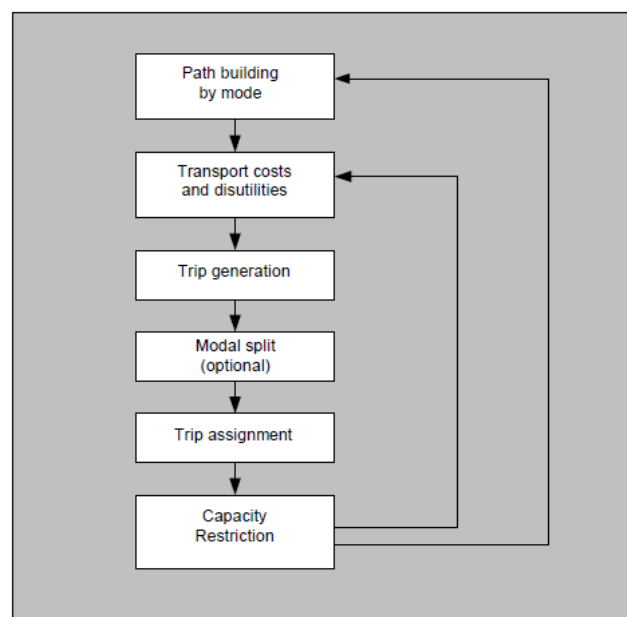 Path building
by mode
Transport costs
and disutilities
Trip generation
Modal split
(optional)
Trip assignment
Capacity
Restriction